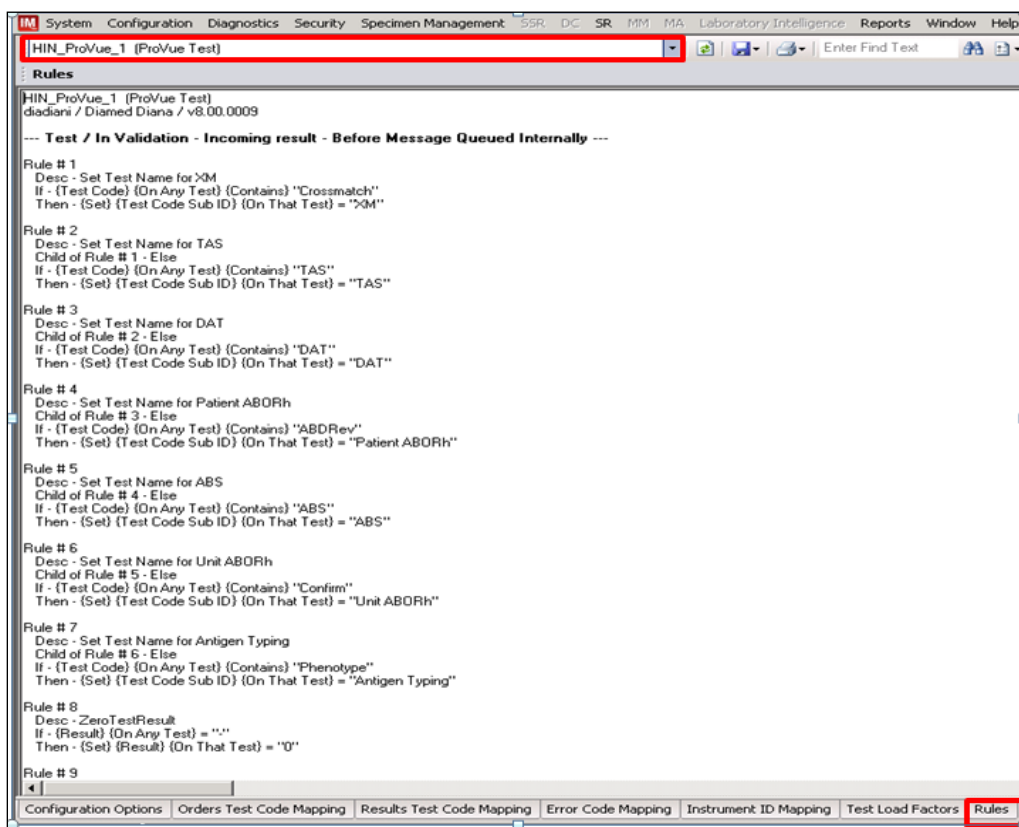 IM System Configuration Diagnostics Security Specimen Management SSR DC SR MM MA Laboratory Intelligence Reports Window Help
HIN_ProVue_1 (ProVue Test) Enter Find Text
Rules
HIN_ProVue_1 (ProVue Test)
diadiani / Diamed Diana / v8.00.0009
--- Test / In Validation - Incoming result - Before Message Queued Internally ---
Rule # 1
Desc - Set Test Name for XM
If - {Test Code} {On Any Test} {Contains} "Crossmatch"
Then - {Set} {Test Code Sub ID} {On That Test} = "XM"
Rule # 2
Desc - Set Test Name for TAS
Child of Rule # 1 - Else
If - {Test Code} {On Any Test} {Contains} "TAS"
Then - {Set} {Test Code Sub ID} {On That Test} = "TAS"
Rule # 3
Desc - Set Test Name for DAT
Child of Rule # 2 - Else
If - {Test Code} {On Any Test} {Contains} "DAT"
Then - {Set} {Test Code Sub ID} {On That Test} = "DAT"
Rule # 4
Desc - Set Test Name for Patient ABORh
Child of Rule # 3 - Else
If - {Test Code} {On Any Test} {Contains} "ABDRev"
Then - {Set} {Test Code Sub ID} {On That Test} = "Patient ABORh"
Rule # 5
Desc - Set Test Name for ABS
Child of Rule # 4 - Else
If - {Test Code} {On Any Test} {Contains} "ABS"
Then - {Set} {Test Code Sub ID} {On That Test} = "ABS"
Rule # 6
Desc - Set Test Name for Unit ABORh
Child of Rule # 5 - Else
If - {Test Code} {On Any Test} {Contains} "Confirm"
Then - {Set} {Test Code Sub ID} {On That Test} = "Unit ABORh"
Rule # 7
Desc - Set Test Name for Antigen Typing
Child of Rule # 6 - Else
If - {Test Code} {On Any Test} {Contains} "Phenotype"
Then - {Set} {Test Code Sub ID} {On That Test} = "Antigen Typing"
Rule # 8
Desc - ZeroTestResult
If - {Result} {On Any Test} = "-"
Then - {Set} {Result} {On That Test} = "0"
Rule # 9
Configuration Options Orders Test Code Mapping Results Test Code Mapping Error Code Mapping Instrument ID Mapping Test Load Factors Rules